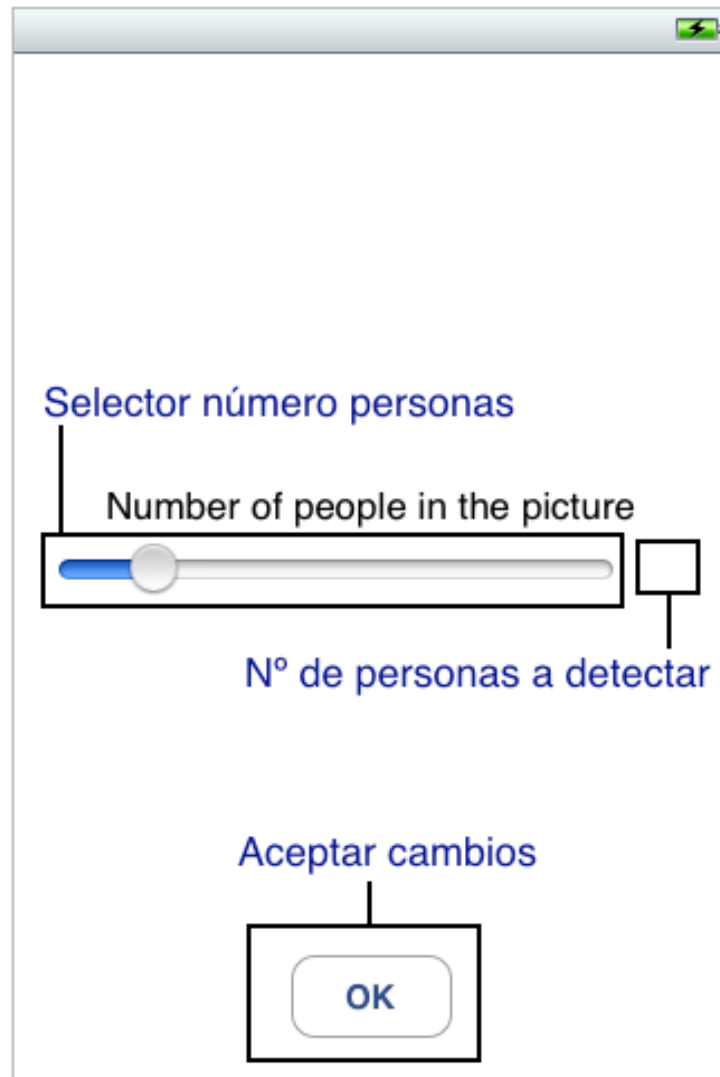 Selector número personas
Number of people in the picture
Nº de personas a detectar
Aceptar cambios
OK